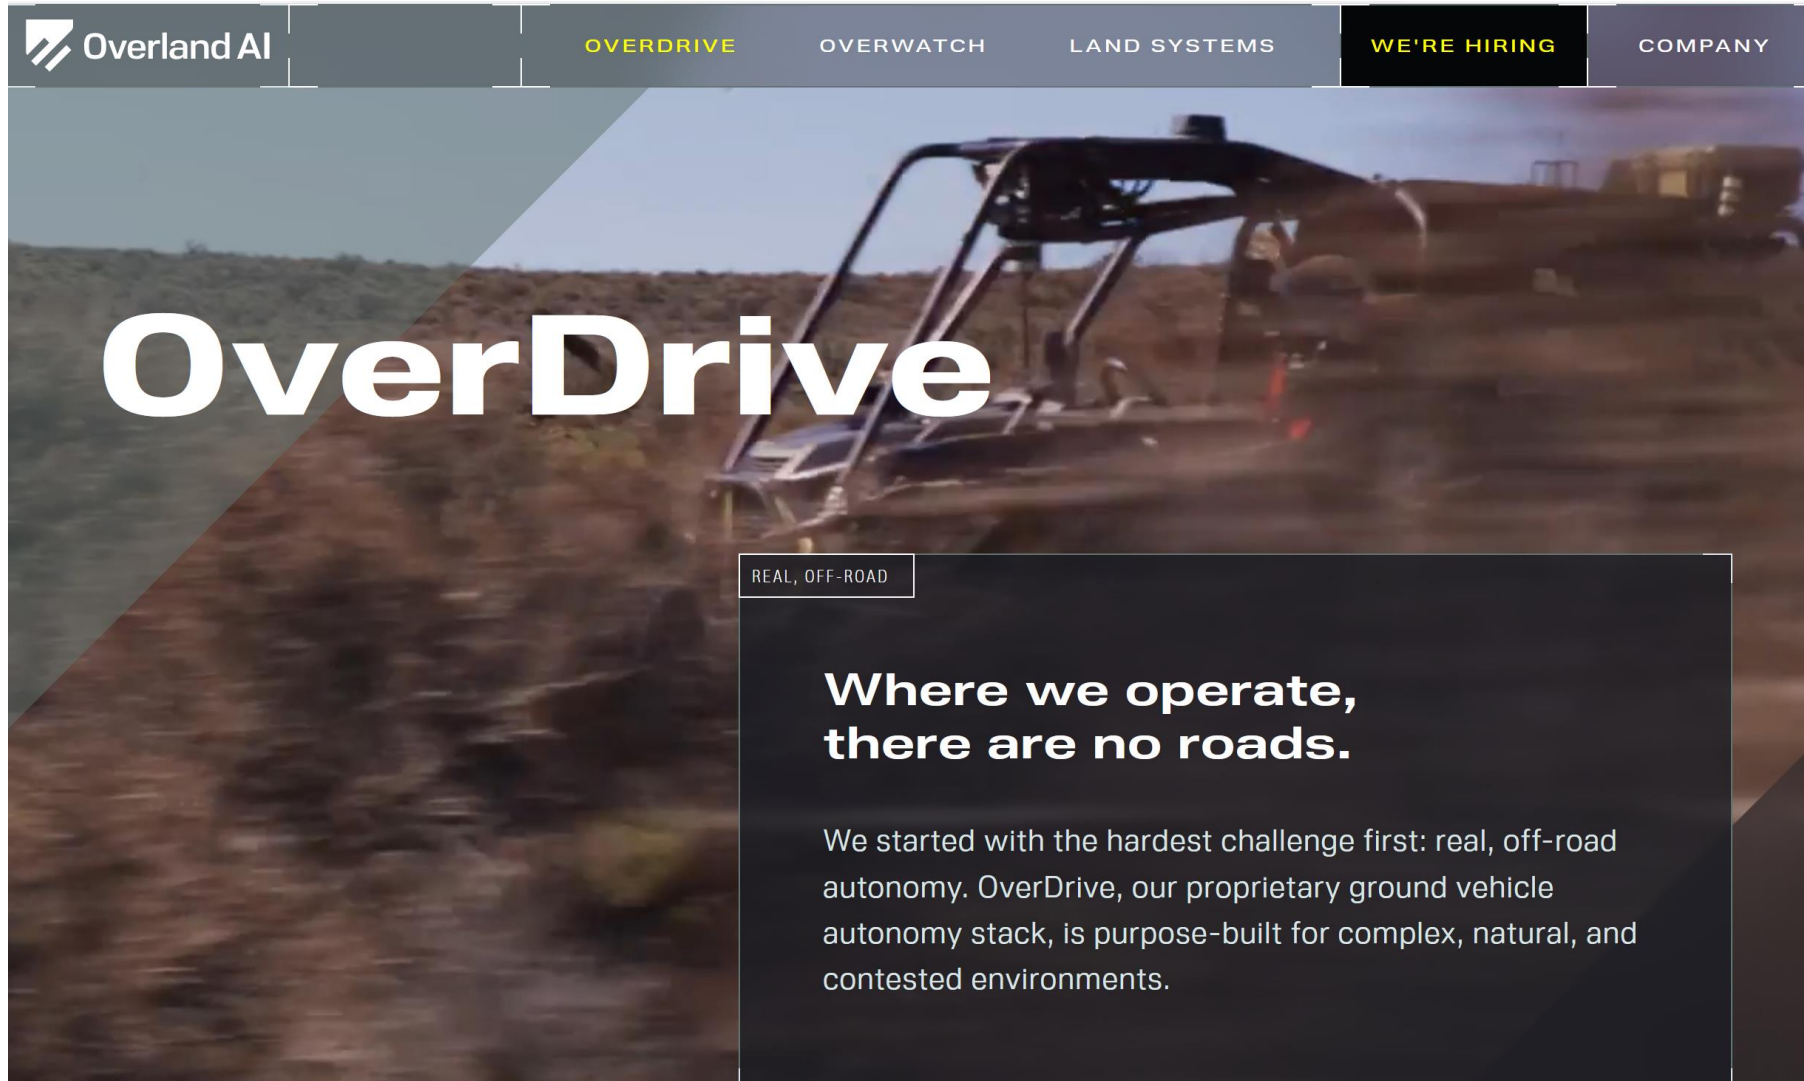 Overland AI
OVERDRIVE
OVERWATCH
LAND SYSTEMS
WE'RE HIRING
COMPANY
OverDrive
REAL, OFF-ROAD
Where we operate,
there are no roads.
We started with the hardest challenge first: real, off-road
autonomy. OverDrive, our proprietary ground vehicle
autonomy stack, is purpose-built for complex, natural, and
contested environments.